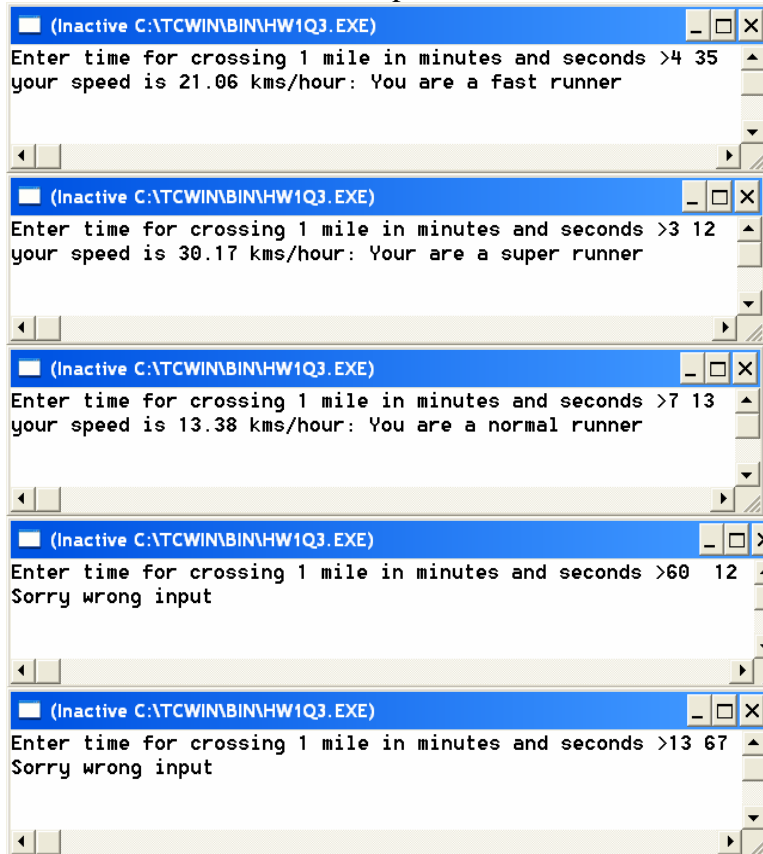 (Inactive C:\TCWIN\BIN\HW1Q3.EXE)
Enter time for crossing 1 mile in minutes and seconds >4 35
your speed is 21.06 kms/hour: You are a fast runner
(Inactive C:\TCWIN\BIN\HW1Q3.EXE)
Enter time for crossing 1 mile in minutes and seconds >3 12
your speed is 30.17 kms/hour: Your are a super runner
(Inactive C:\TCWIN\BIN\HW1Q3.EXE)
Enter time for crossing 1 mile in minutes and seconds >7 13
your speed is 13.38 kms/hour: You are a normal runner
(Inactive C:\TCWIN\BIN\HW1Q3.EXE)
Enter time for crossing 1 mile in minutes and seconds >60  12
Sorry wrong input
(Inactive C:\TCWIN\BIN\HW1Q3.EXE)
Enter time for crossing 1 mile in minutes and seconds >13 67
Sorry wrong input